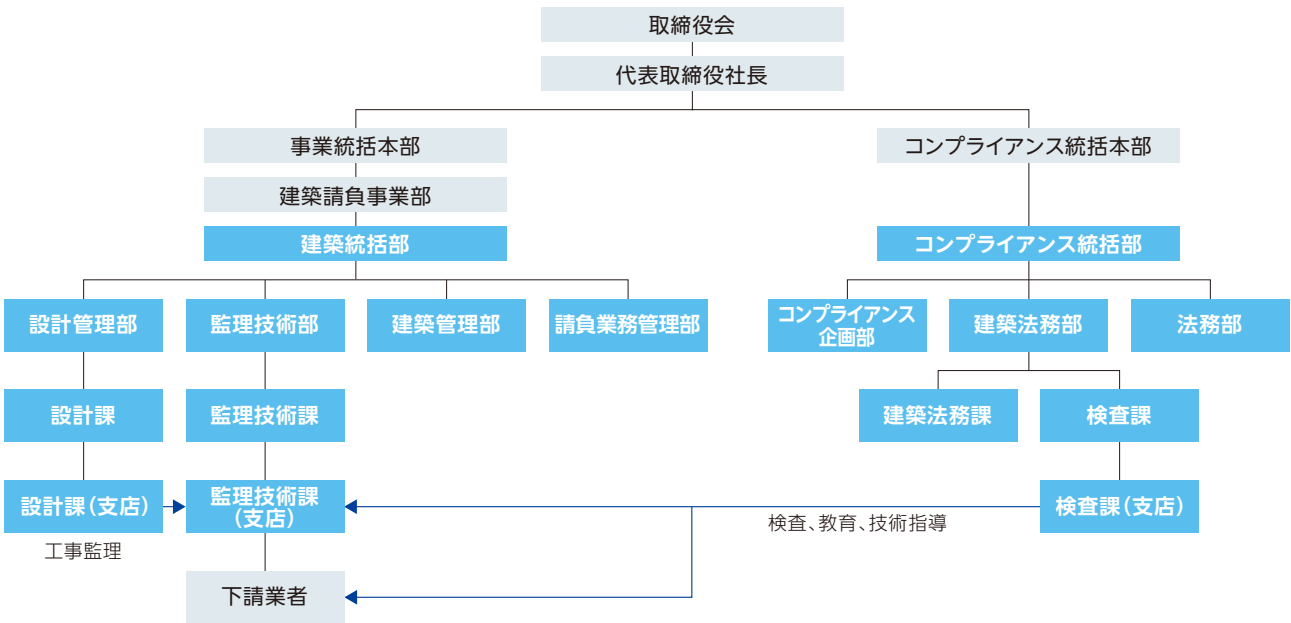 取締役会
代表取締役社長
事業統括本部
コンプライアンス統括本部
建築請負事業部
建築統括部
コンプライアンス統括部
設計管理部
監理技術部
建築管理部
請負業務管理部
コンプライアンス
企画部
建築法務部
法務部
設計課
監理技術課
建築法務課
検査課
設計課(支店)
監理技術課
(支店)
検査課(支店)
検査、教育、技術指導
工事監理
下請業者